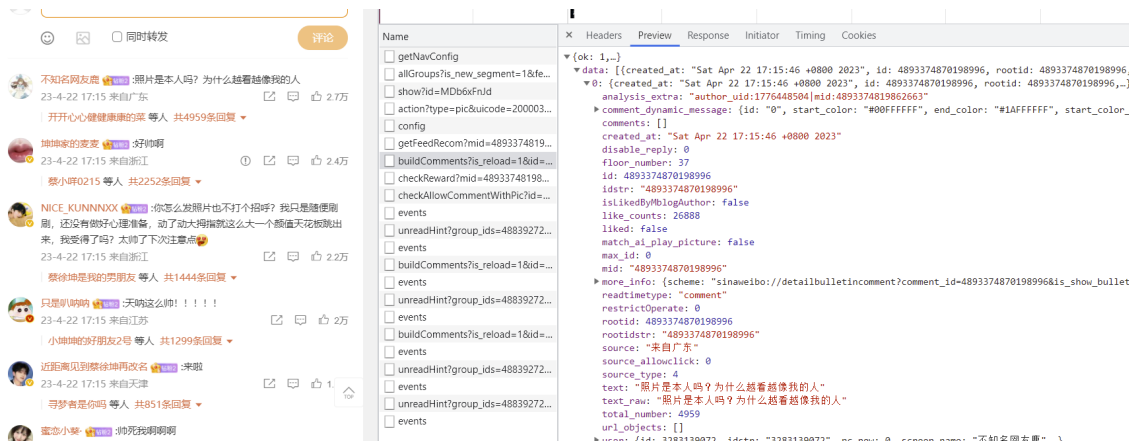 同时转发
评论
不知名网友鹿 :照片是本人吗？为什么越看越像我的人
23-4-22 17:15 来自广东 2.7万
开开心心健健康康的菜 等人 共4959条回复
坤坤家的麦麦 :好帅啊
23-4-22 17:15 来自浙江 2.4万
蔡小咩0215 等人 共2252条回复
NICE_KUNNNXX :你怎么发照片也不打个招呼？我只是随便刷
刷，还没有做好心理准备，动了动大拇指就这么大一个颜值天花板跳出
来，我受得了吗？太帅了下次注意点
23-4-22 17:15 来自浙江 2.2万
蔡徐坤是我的男朋友 等人 共1444条回复
只是叭呐呐 :天呐这么帅！！！！！
23-4-22 17:15 来自江苏 2万
小坤坤的好朋友2号 等人 共1299条回复
近距离见到蔡徐坤再改名 :来啦
23-4-22 17:15 来自天津 1.
寻梦者是你吗 等人 共851条回复
TOP
蜜恋小葵· :帅死我啊啊啊
Name
getNavConfig
allGroups?is_new_segment=1&fe...
show?id=MDb6xFnJd
action?type=pic&uicode=200003...
config
getFeedRecom?mid=4893374819...
buildComments?is_reload=1&id=...
checkReward?mid=48933748198...
checkAllowCommentWithPic?id=...
events
unreadHint?group_ids=48839272...
events
buildComments?is_reload=1&id=...
events
unreadHint?group_ids=48839272...
events
buildComments?is_reload=1&id=...
events
unreadHint?group_ids=48839272...
events
unreadHint?group_ids=48839272...
events
Headers Preview Response Initiator Timing Cookies
{ok: 1,…}
data: [{created_at: "Sat Apr 22 17:15:46 +0800 2023", id: 4893374870198996, rootid: 4893374870198996,
0: {created_at: "Sat Apr 22 17:15:46 +0800 2023", id: 4893374870198996, rootid: 4893374870198996,…}
analysis_extra: "author_uid:1776448504|mid:4893374819862663"
comment_dynamic_message: {id: "0", start_color: "#00FFFFFF", end_color: "#1AFFFFFF", start_color_
comments: []
created_at: "Sat Apr 22 17:15:46 +0800 2023"
disable_reply: 0
floor_number: 37
id: 4893374870198996
idstr: "4893374870198996"
isLikedByMblogAuthor: false
like_counts: 26888
liked: false
match_ai_play_picture: false
max_id: 0
mid: "4893374870198996"
more_info: {scheme: "sinaweibo://detailbulletincomment?comment_id=4893374870198996&is_show_bullet
readtimetype: "comment"
restrictOperate: 0
rootid: 4893374870198996
rootidstr: "4893374870198996"
source: "来自广东"
source_allowclick: 0
source_type: 4
text: "照片是本人吗？为什么越看越像我的人"
text_raw: "照片是本人吗？为什么越看越像我的人"
total_number: 4959
url_objects: []